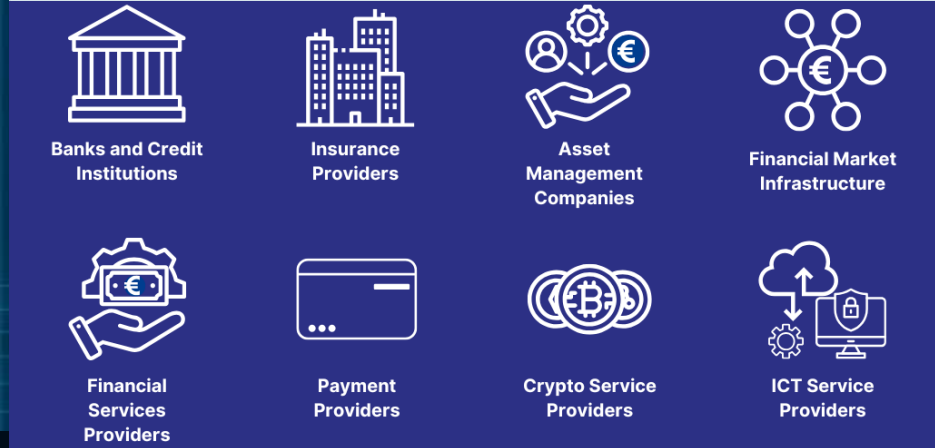 Banks and Credit
Institutions
Insurance
Providers
Asset
Management
Companies
Financial Market
Infrastructure
Financial
Services
Providers
Payment
Providers
Crypto Service
Providers
ICT Service
Providers